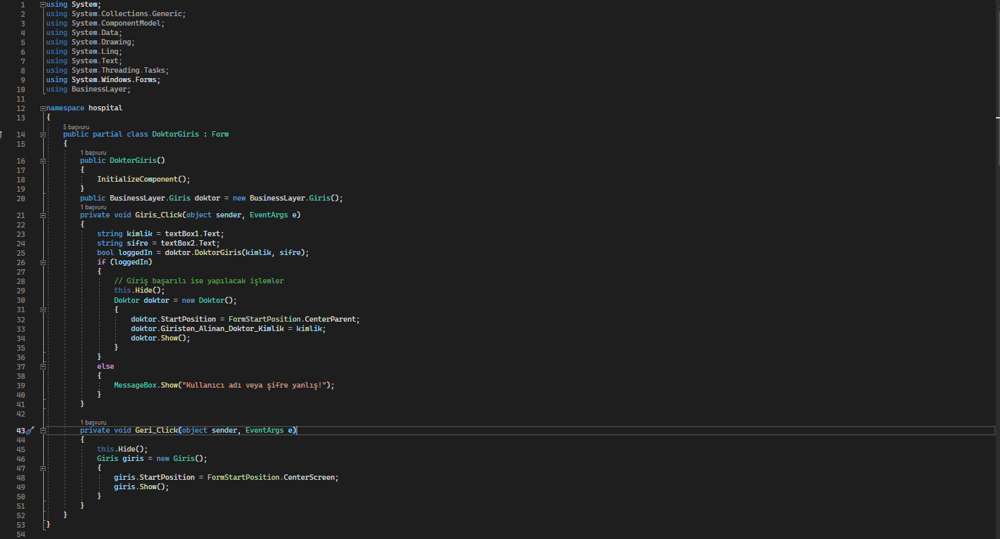 1 using System;
2 using System.Collections.Generic;
3 using System.ComponentModel;
4 using System.Data;
5 using System.Drawing;
6 using System.Linq;
7 using System.Text;
8 using System.Threading.Tasks;
9 using System.Windows.Forms;
10 using BusinessLayer;
11
12 namespace hospital
13 {
5 başvuru
14 public partial class DoktorGiris : Form
15 {
1 başvuru
16 public DoktorGiris()
17 {
18 InitializeComponent();
19 }
20 public BusinessLayer.Giris doktor = new BusinessLayer.Giris();
1 başvuru
21 private void Giris_Click(object sender, EventArgs e)
22 {
23 string kimlik = textBox1.Text;
24 string sifre = textBox2.Text;
25 bool loggedIn = doktor.DoktorGiris(kimlik, sifre);
26 if (loggedIn)
27 {
28 // Giriş başarılı ise yapılacak işlemler
29 this.Hide();
30 Doktor doktor = new Doktor();
31 {
32 doktor.StartPosition = FormStartPosition.CenterParent;
33 doktor.Giristen_Alinan_Doktor_Kimlik = kimlik;
34 doktor.Show();
35 }
36 }
37 else
38 {
39 MessageBox.Show("Kullanıcı adı veya şifre yanlış!");
40 }
41 }
42
1 başvuru
43 private void Geri_Click(object sender, EventArgs e)
44 {
45 this.Hide();
46 Giris giris = new Giris();
47 {
48 giris.StartPosition = FormStartPosition.CenterScreen;
49 giris.Show();
50 }
51 }
52 }
53 }
54